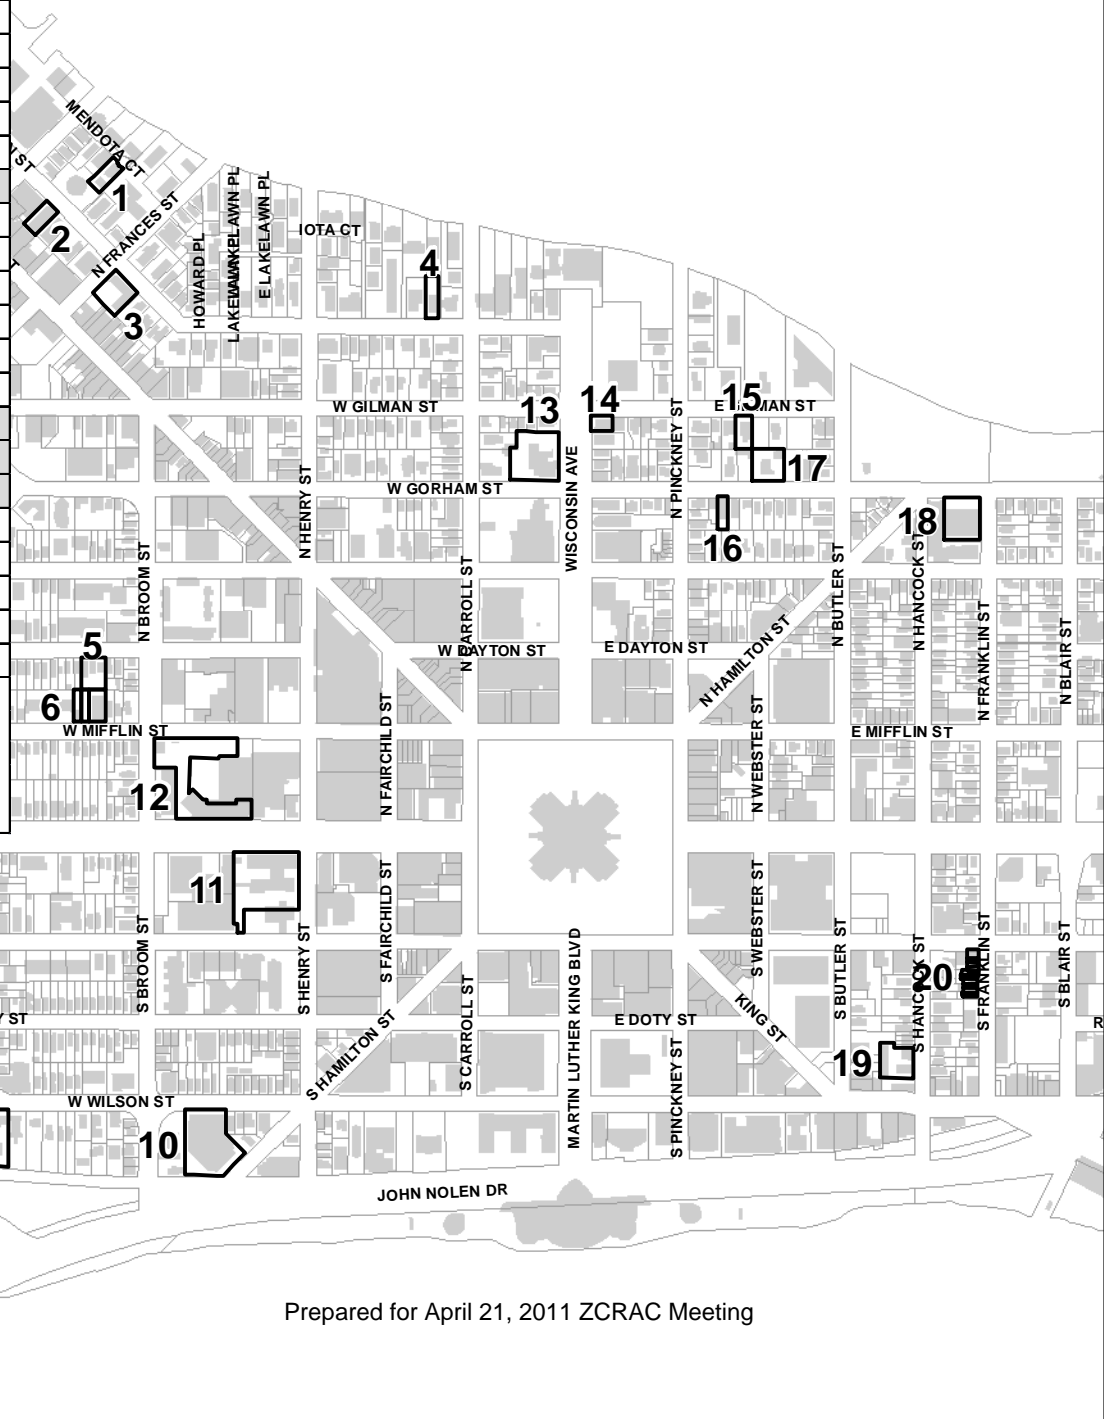 MENDOTA CT
N ST
1
2
N FRANCES ST
3
HOWARD PL
E LAKELAWN PL
IOTA CT
4
W GILMAN ST
13
14
15
E GILMAN ST
N PINCKNEY ST
17
WISCONSIN AVE
W GORHAM ST
N HENRY ST
16
18
N HANCOCK ST
N BROOM ST
N BUTLER ST
N CARROLL ST
N FRANKLIN ST
N BLAIR ST
5
W DAYTON ST
E DAYTON ST
N HAMILTON ST
6
W MIFFLIN ST
N FAIRCHILD ST
N WEBSTER ST
E MIFFLIN ST
12
11
S BROOM ST
S HENRY ST
S FAIRCHILD ST
S CARROLL ST
MARTIN LUTHER KING BLVD
S WEBSTER ST
S BUTLER ST
S HANCOCK ST
20
S FRANKLIN ST
S BLAIR ST
Y ST
S HAMILTON ST
E DOTY ST
KING ST
R
S PINCKNEY ST
19
W WILSON ST
10
JOHN NOLEN DR
Prepared for April 21, 2011 ZCRAC Meeting